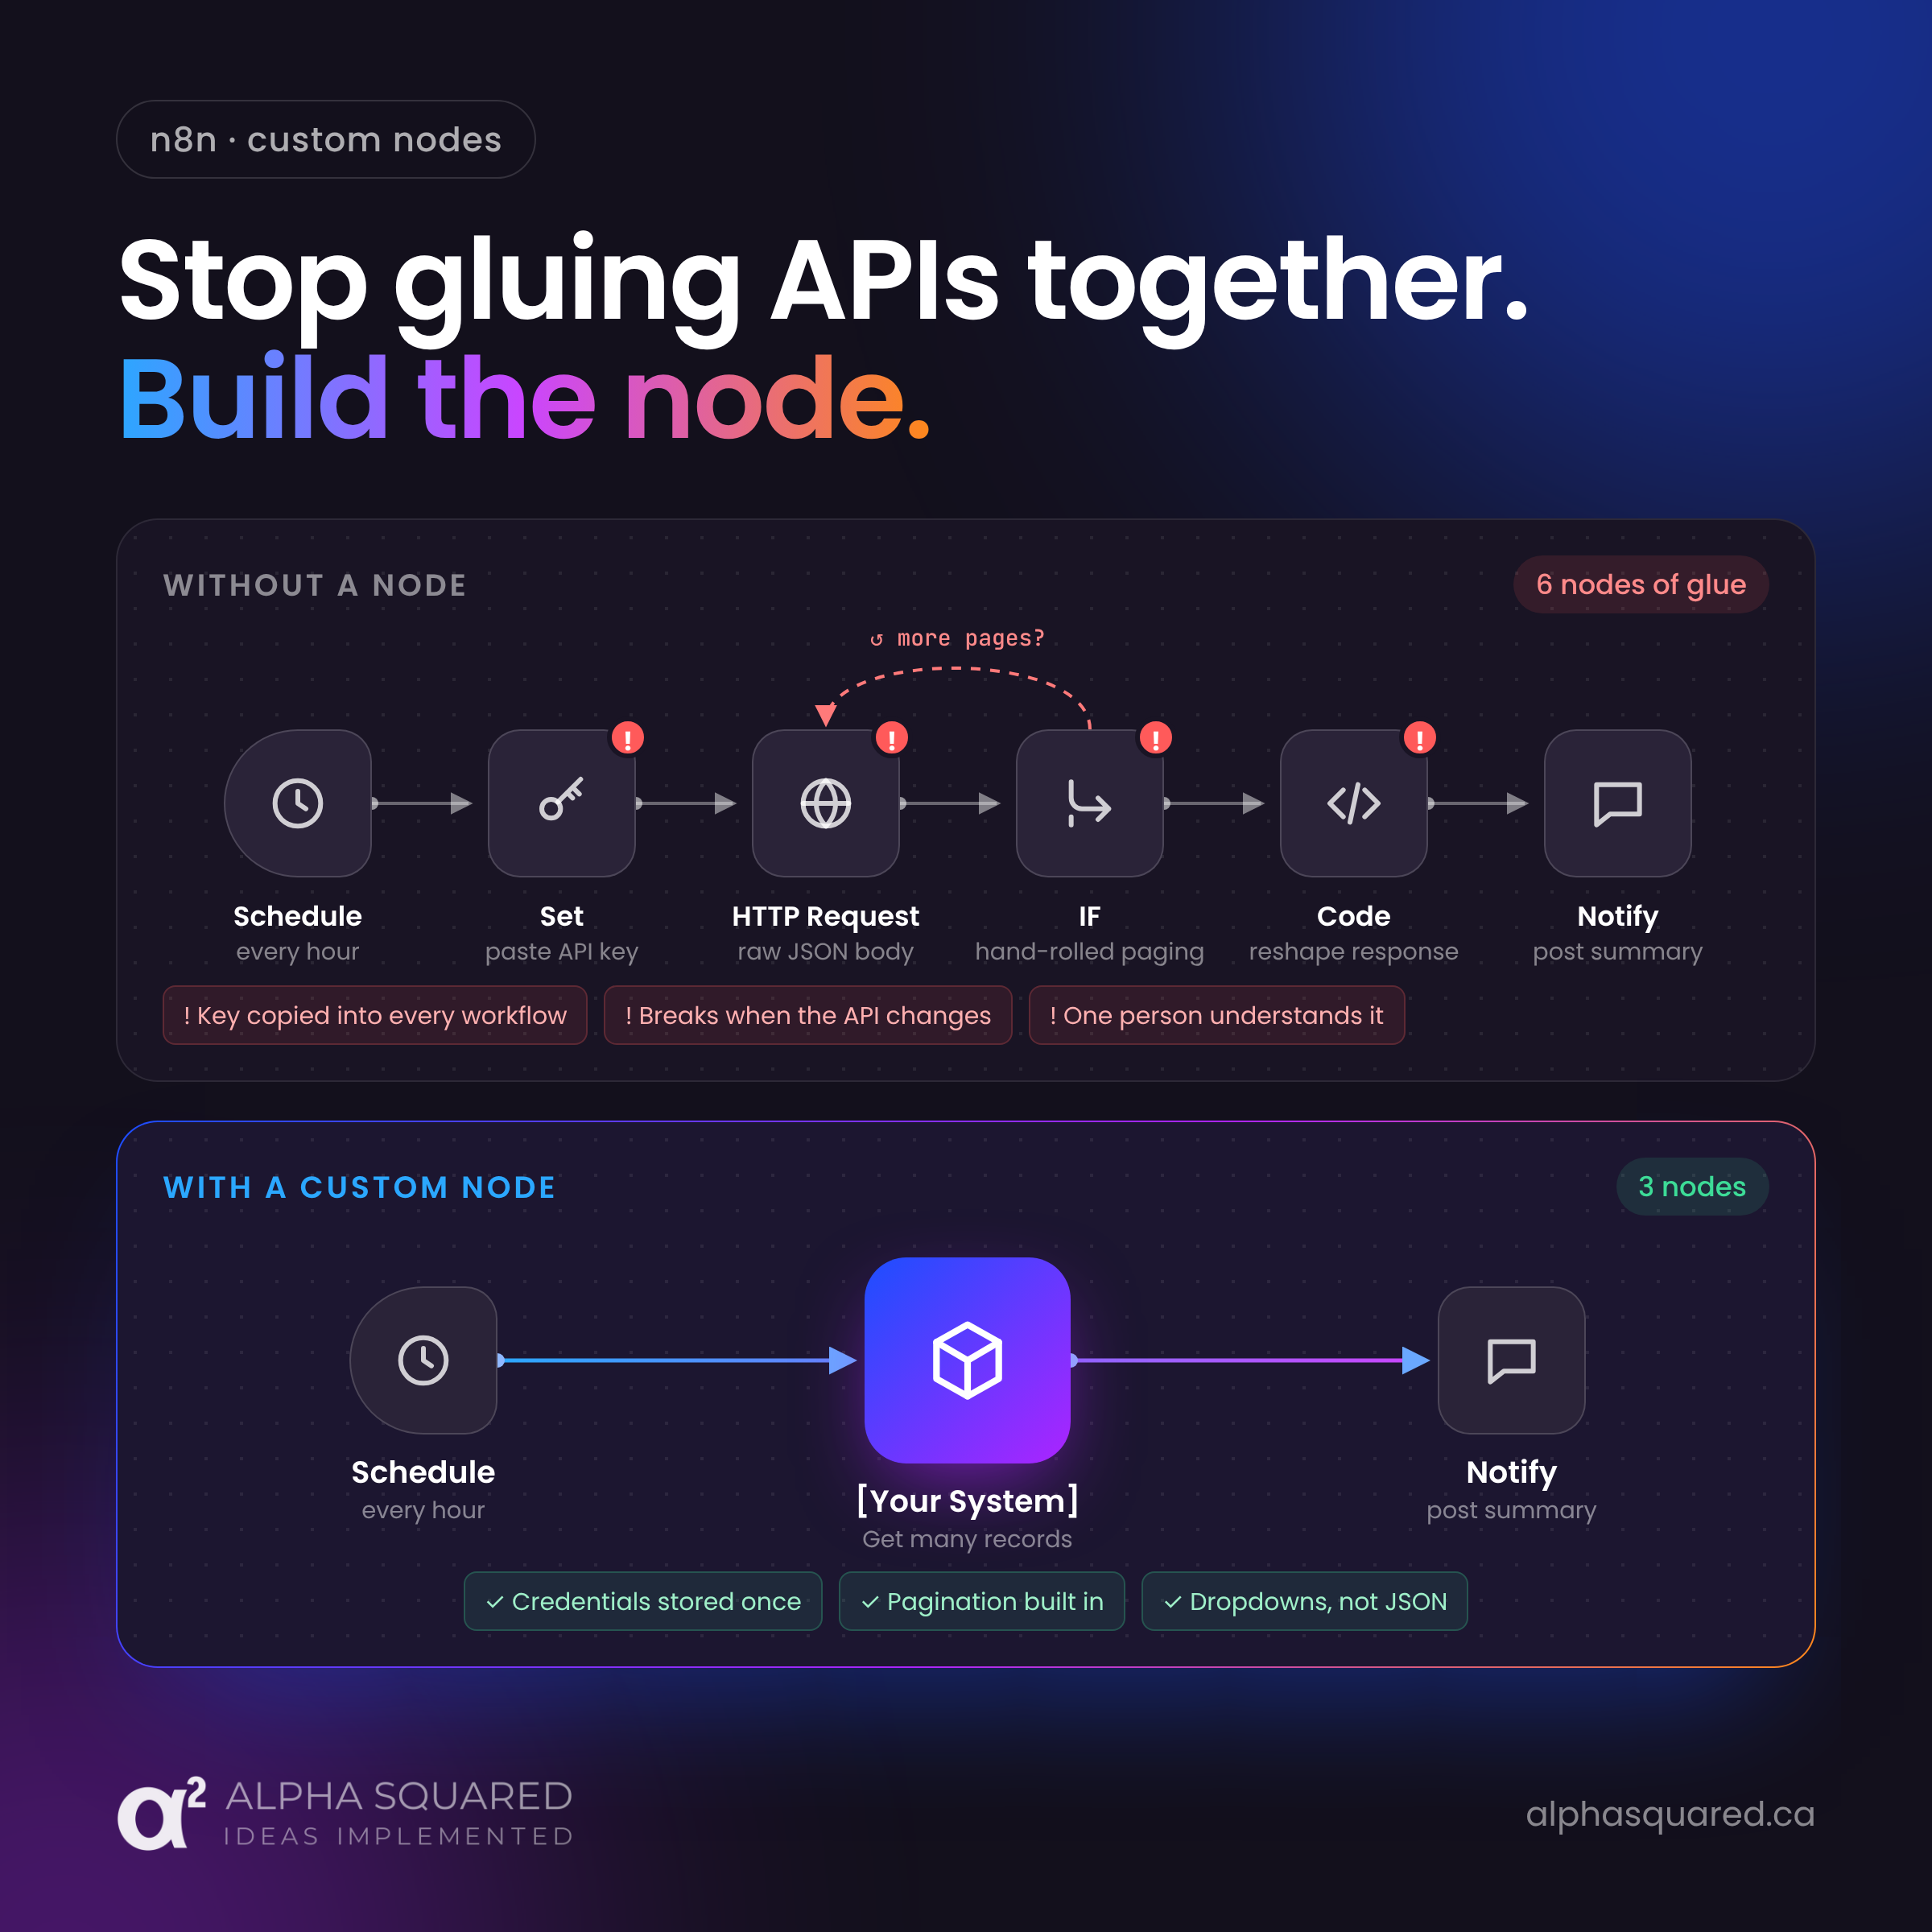 n8n · custom nodes
Stop gluing APIs together.
Build the node.
WITHOUT A NODE
6 nodes of glue
↺ more pages?
! ! ! !
Schedule Set HTTP Request IF Code Notify
every hour paste API key raw JSON body hand-rolled paging reshape response post summary
! Key copied into every workflow ! Breaks when the API changes ! One person understands it
WITH A CUSTOM NODE
3 nodes
Schedule [Your System] Notify
every hour Get many records post summary
✓ Credentials stored once ✓ Pagination built in ✓ Dropdowns, not JSON
α² ALPHA SQUARED
IDEAS IMPLEMENTED
alphasquared.ca